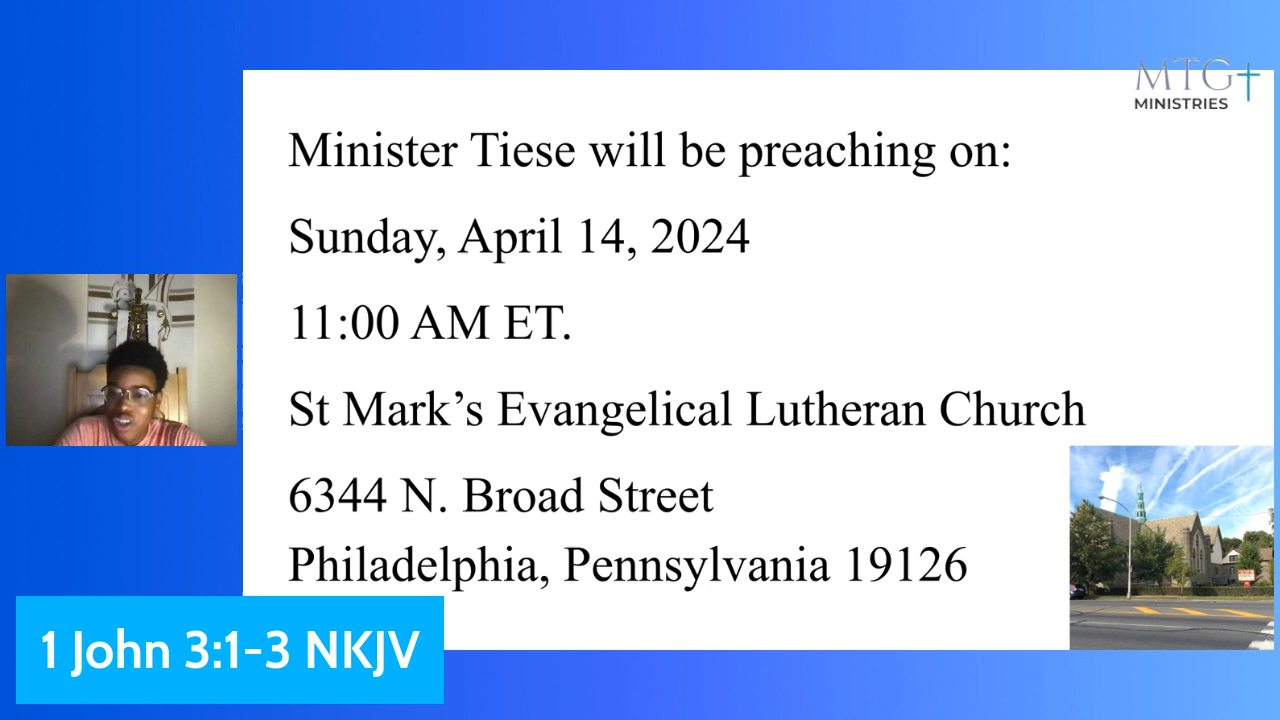 MTG
MINISTRIES
Minister Tiese will be preaching on:
Sunday, April 14, 2024
11:00 AM ET.
St Mark’s Evangelical Lutheran Church
6344 N. Broad Street
Philadelphia, Pennsylvania 19126
1 John 3:1-3 NKJV